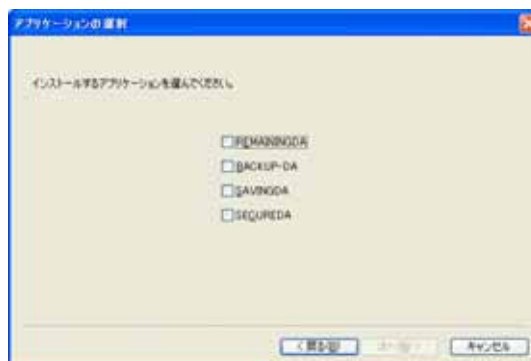 アプリケーションの選択
インストールするアプリケーションを選んでください。
REMAININGDA
BACKUP-DA
SAVINGDA
SECUREDA
< 戻る(B)
次へ(N) >
キャンセル